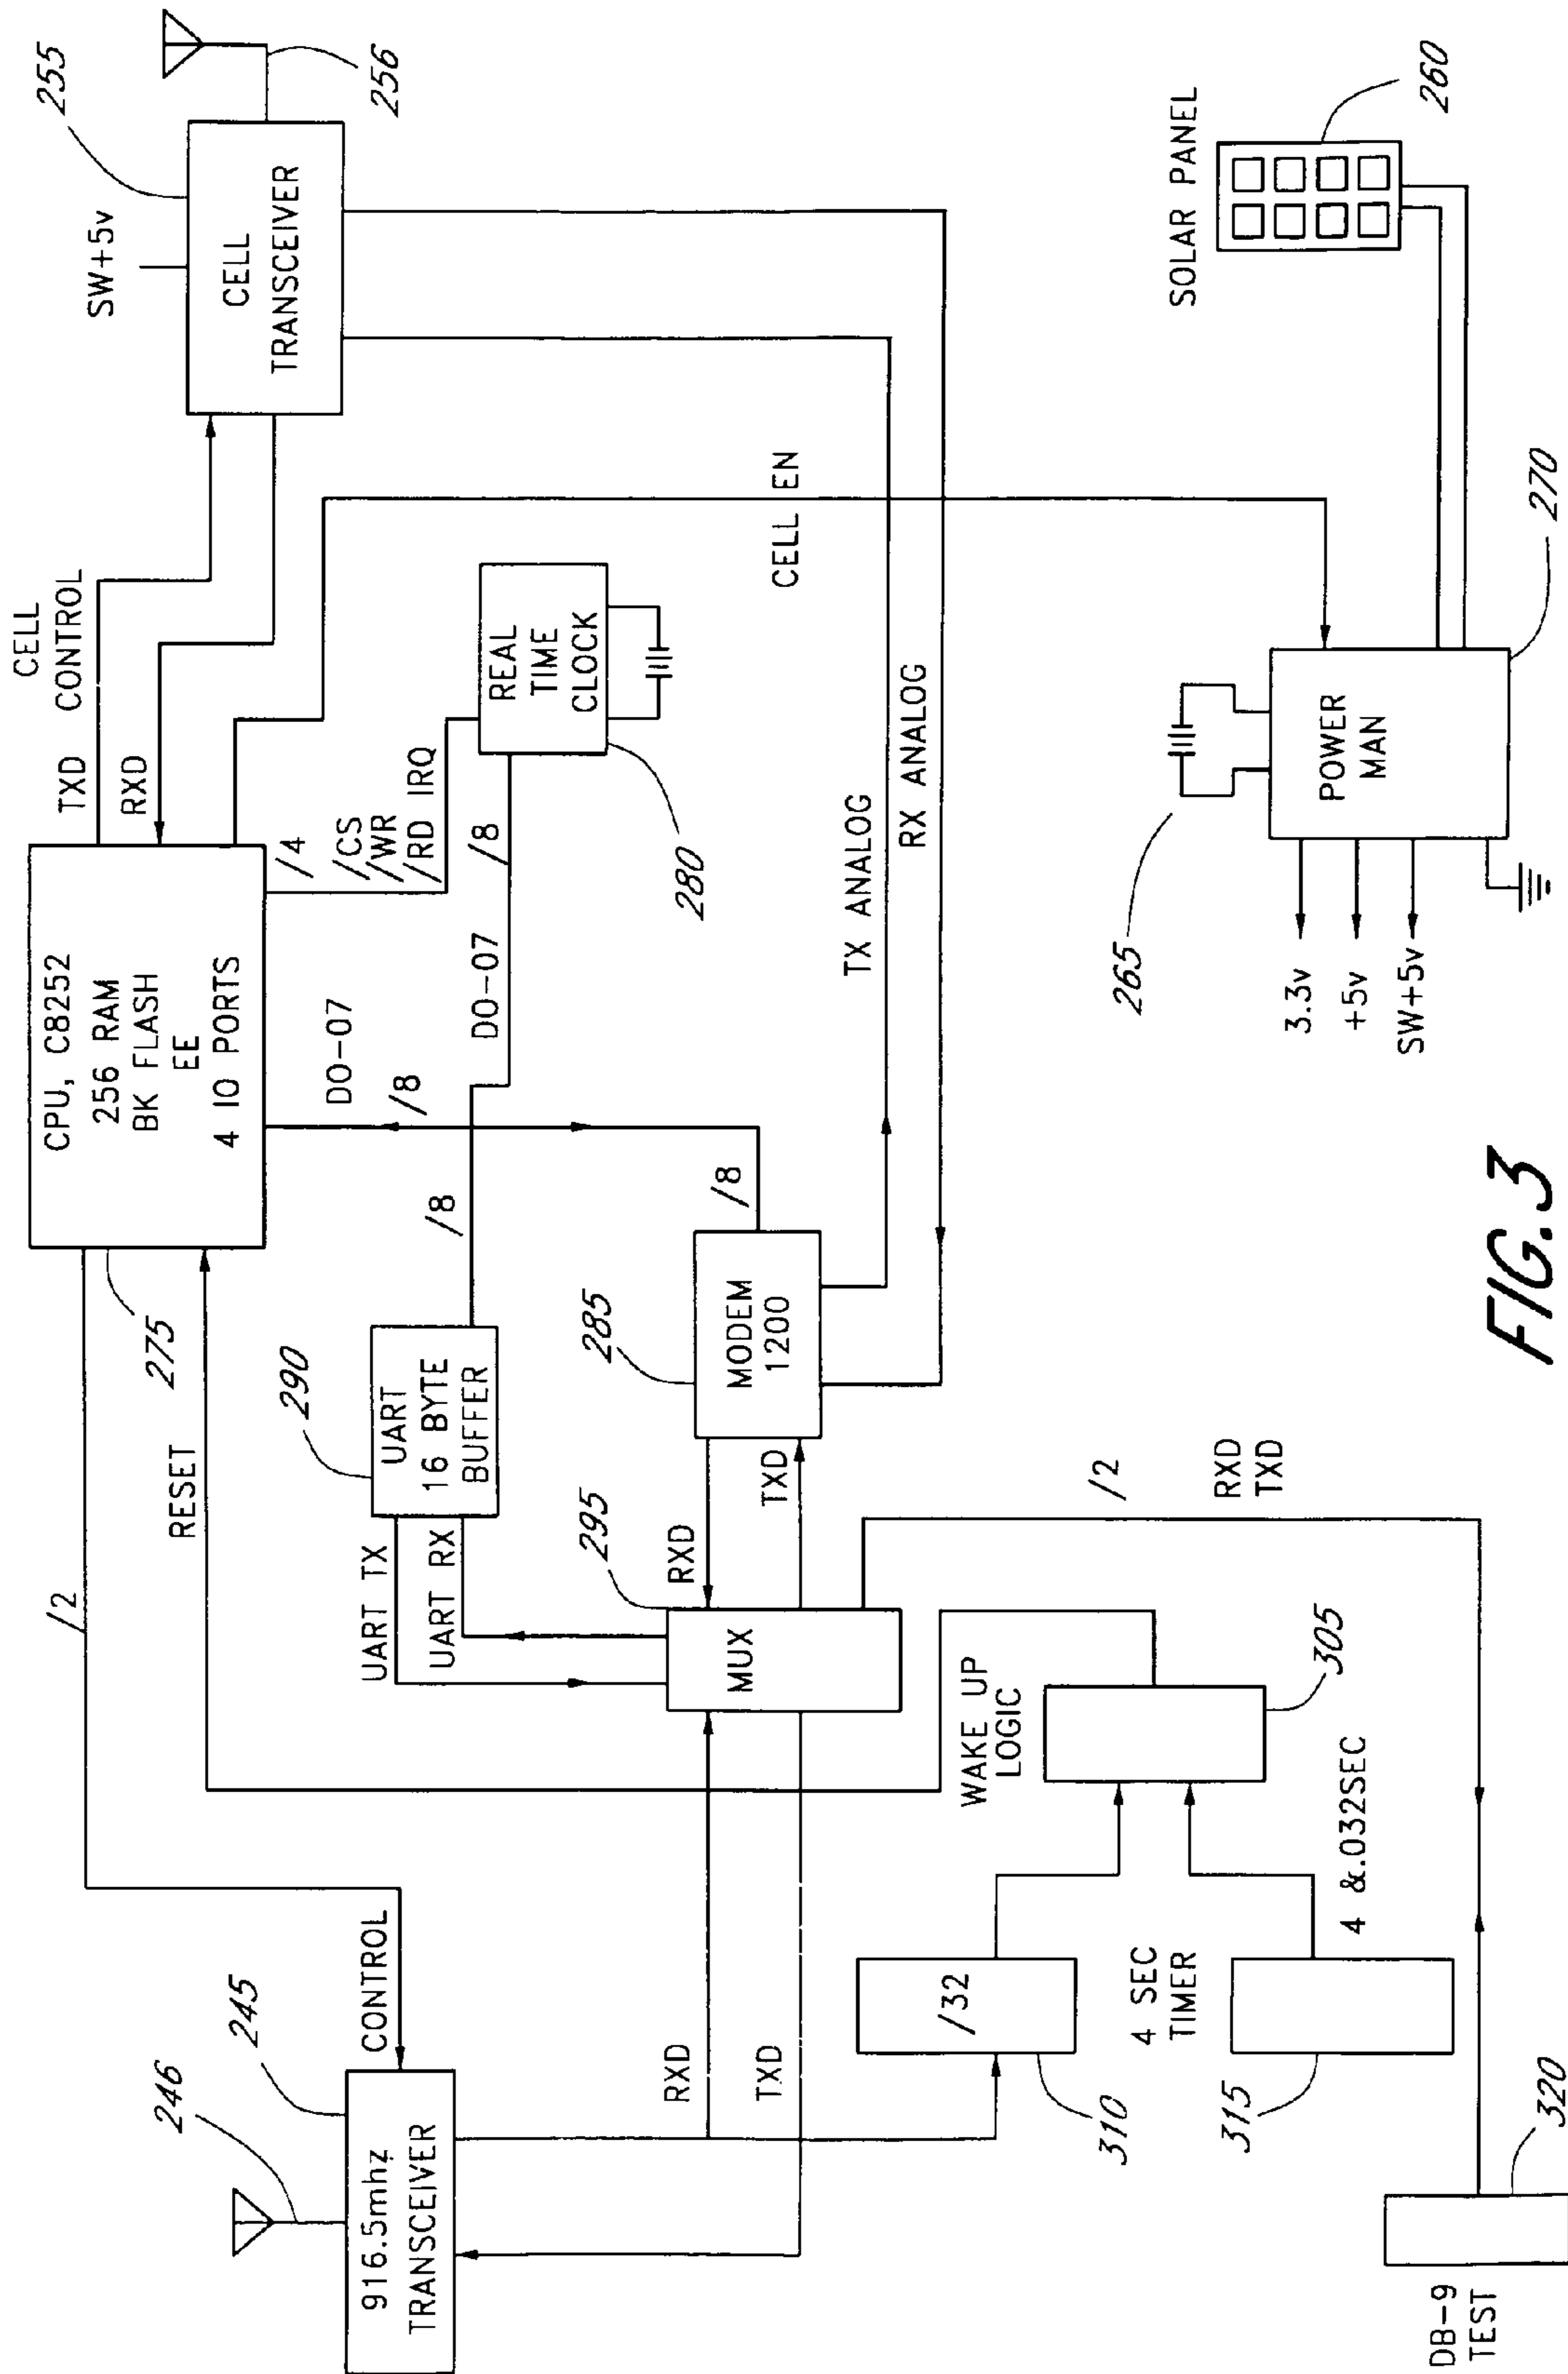 246
245
916.5mhz
TRANSCEIVER
CONTROL
/2
RESET
275
CPU, C8252
256 RAM
BK FLASH
EE
4 IO PORTS
TXD
RXD
CELL
CONTROL
SW+5v
255
CELL
TRANSCEIVER
256
/4
/CS
/WR
/RD IRQ
REAL
TIME
CLOCK
280
DO-07
/8
DO-07
/8
/8
290
UART
16 BYTE
BUFFER
UART TX
UART RX
295
MUX
RXD
TXD
285
MODEM
1200
/8
TX ANALOG
RX ANALOG
CELL EN
RXD
TXD
310
/32
4 SEC
TIMER
315
4 &.032SEC
WAKE UP
LOGIC
305
/2
RXD
TXD
DB-9
TEST
320
265
3.3v
+5v
SW+5v
POWER
MAN
270
SOLAR PANEL
260
FIG. 3